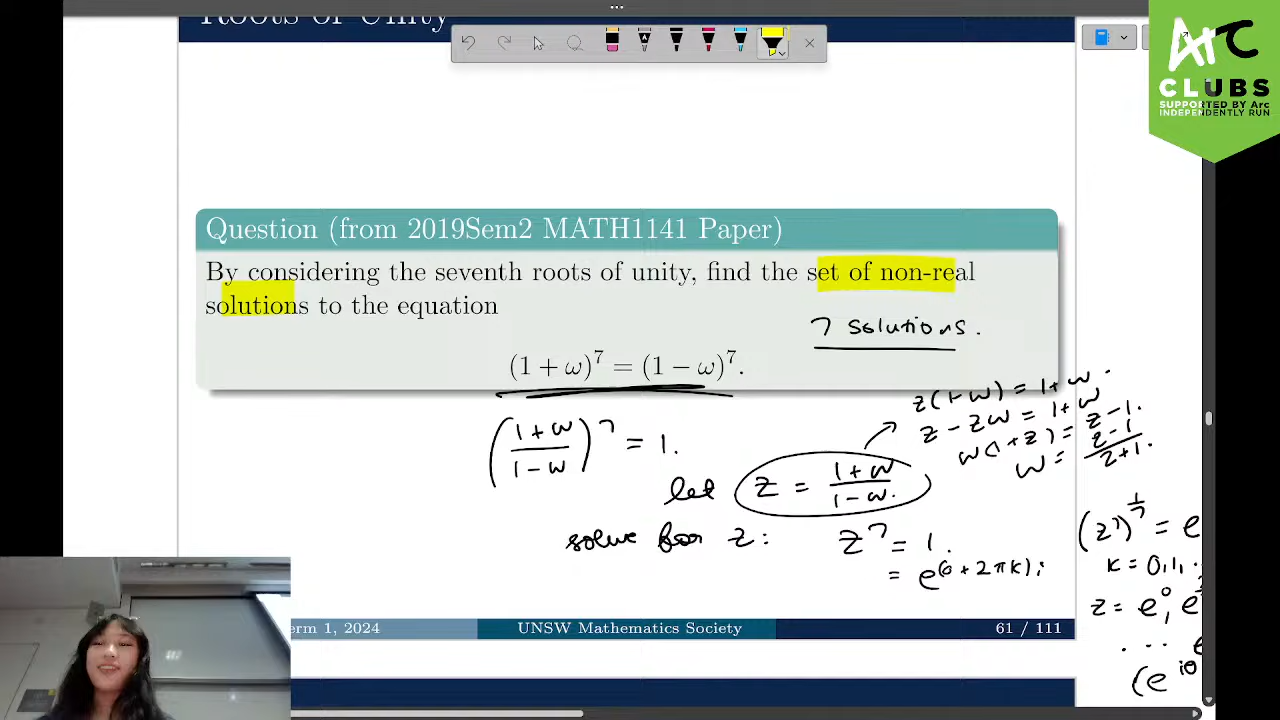 Roots of Unity
Arc
CLUBS
SUPPORTED BY Arc
INDEPENDENTLY RUN
Question (from 2019Sem2 MATH1141 Paper)
By considering the seventh roots of unity, find the set of non-real
solutions to the equation
7 solutions.
(1 + ω)^7 = (1 − ω)^7.
z(1-w) = 1+w.
z - zw = 1+w
w(1+z) = z-1.
w = (z-1)/(z+1).
((1+w)/(1-w))^7 = 1.
let z = (1+w)/(1-w).
solve for z: z^7 = 1.
= e^(0+2πk)i
(z^7)^(1/7) = e
k = 0,1,.
z = e^0, e
... e
(e^iθ
erm 1, 2024
UNSW Mathematics Society
61 / 111